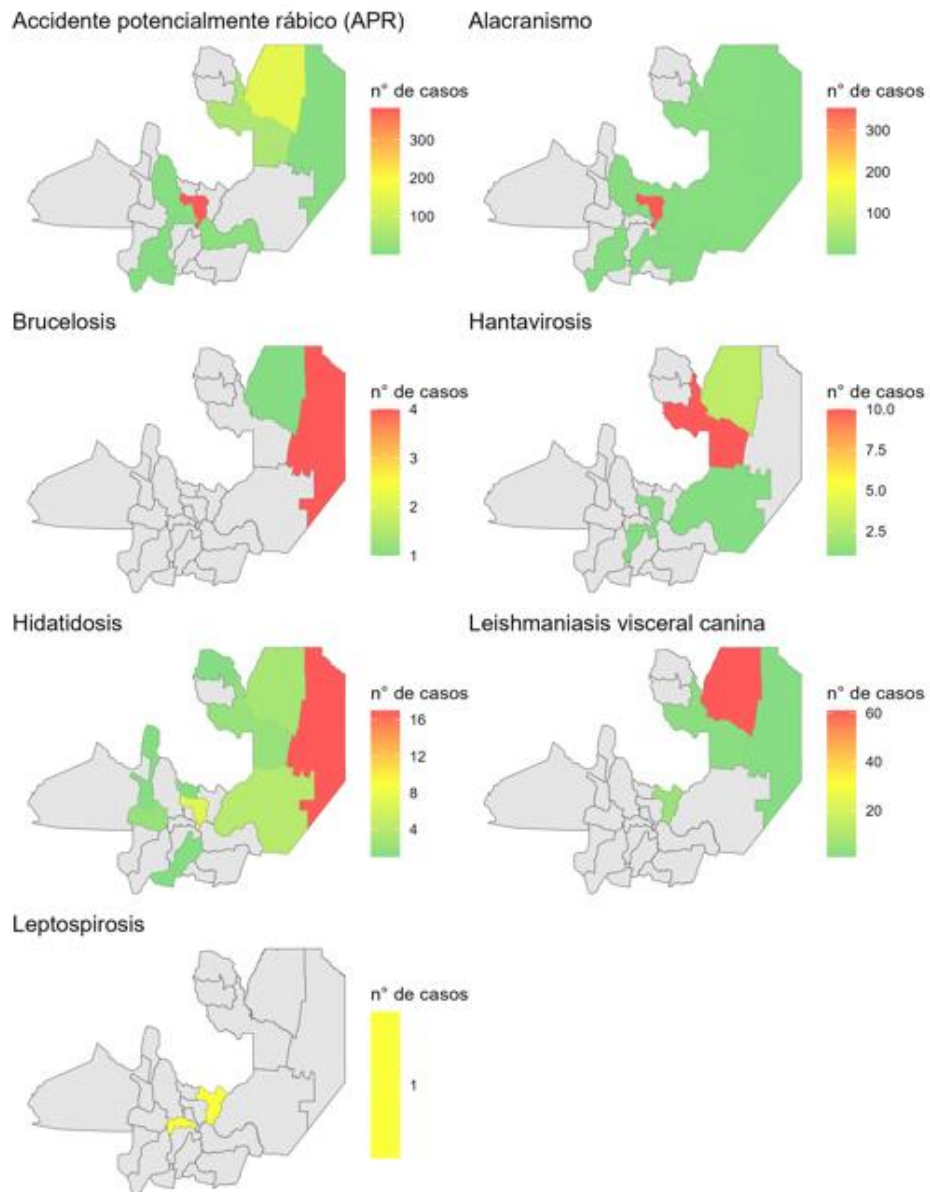 Accidente potencialmente rábico (APR)
n° de casos
300
200
100
Alacranismo
n° de casos
300
200
100
Brucelosis
n° de casos
4
3
2
1
Hantavirosis
n° de casos
10.0
7.5
5.0
2.5
Hidatidosis
n° de casos
16
12
8
4
Leishmaniasis visceral canina
n° de casos
60
40
20
Leptospirosis
n° de casos
1